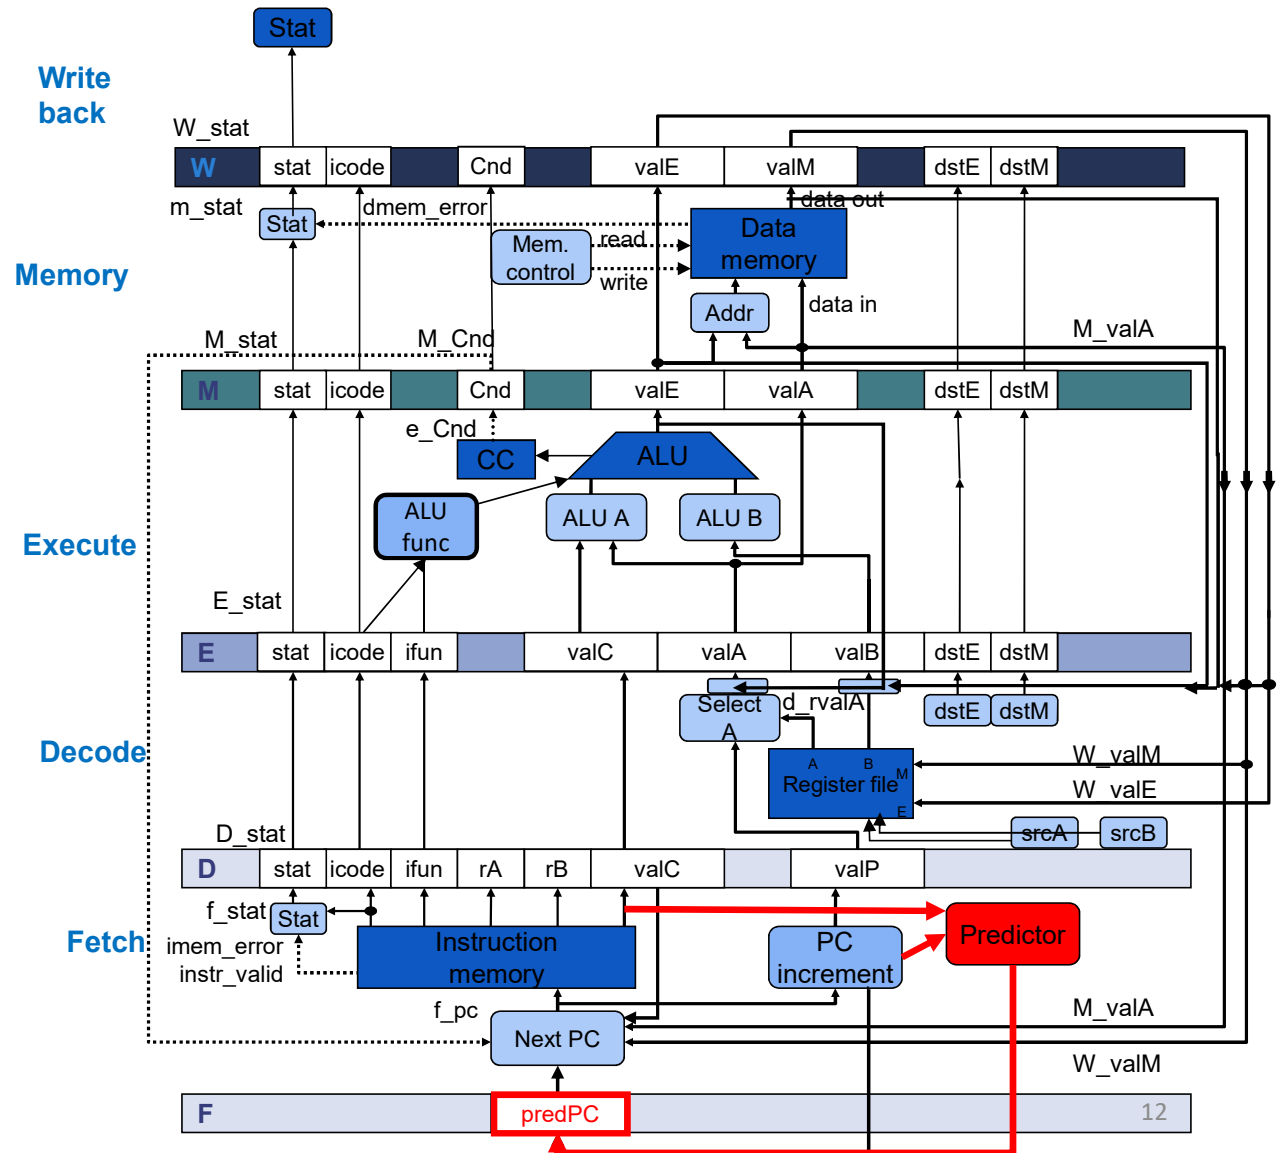 Stat
Write
back
W_stat
W
stat
icode
Cnd
valE
valM
dstE
dstM
m_stat
Stat
dmem_error
data out
Data
memory
Mem.
control
read
write
Memory
Addr
data in
M_valA
M_stat
M_Cnd
M
stat
icode
Cnd
valE
valA
dstE
dstM
e_Cnd
CC
ALU
ALU
func
ALU A
ALU B
Execute
E_stat
E
stat
icode
ifun
valC
valA
valB
dstE
dstM
Select
A
d_rvalA
dstE
dstM
Decode
A
B
M
Register file
E
W_valM
W_valE
srcA
srcB
D_stat
D
stat
icode
ifun
rA
rB
valC
valP
f_stat
Stat
Fetch
imem_error
instr_valid
Instruction
memory
PC
increment
Predictor
f_pc
Next PC
M_valA
W_valM
F
predPC
12